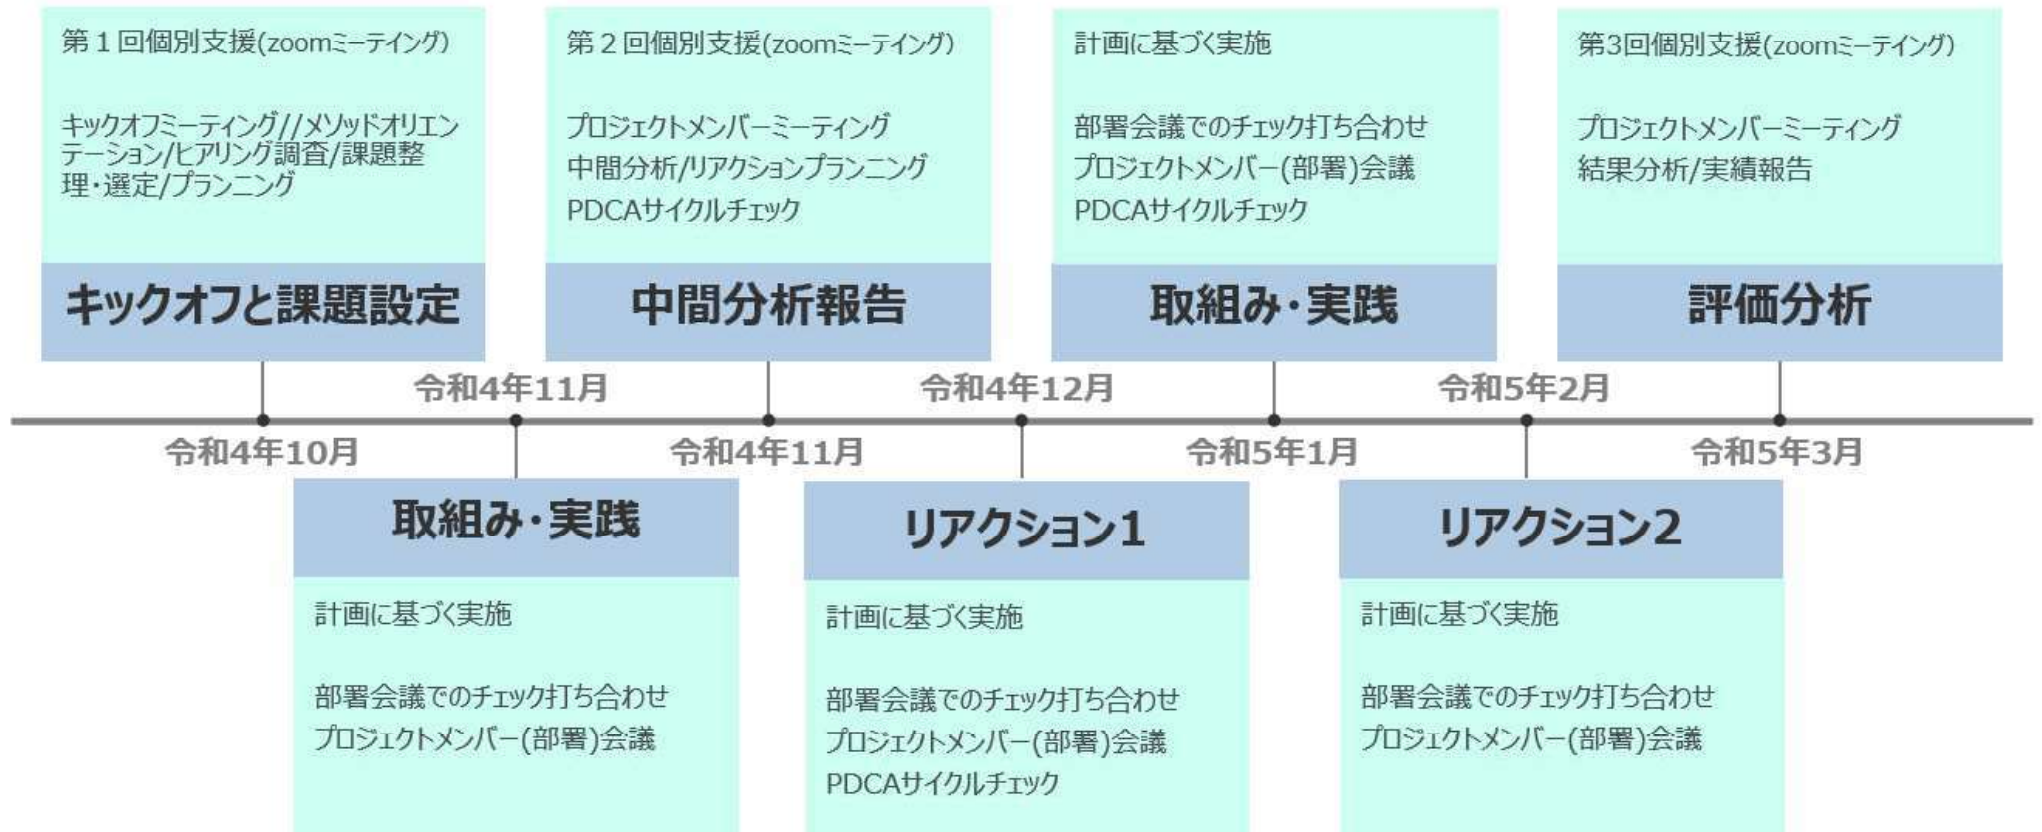 第１回個別支援(zoomミーテイング)
キックオフミーティング//メソッドオリエン
テーション/ヒアリング調査/課題整
理・選定/プランニング
キックオフと課題設定
第２回個別支援(zoomミーテイング)
プロジェクトメンバーミーティング
中間分析/リアクションプランニング
PDCAサイクルチェック
中間分析報告
計画に基づく実施
部署会議でのチェック打ち合わせ
プロジェクトメンバー(部署)会議
PDCAサイクルチェック
取組み・実践
第3回個別支援(zoomミーテイング)
プロジェクトメンバーミーティング
結果分析/実績報告
評価分析
令和4年11月
令和4年12月
令和5年2月
令和4年10月
令和4年11月
令和5年1月
令和5年3月
取組み・実践
計画に基づく実施
部署会議でのチェック打ち合わせ
プロジェクトメンバー(部署)会議
リアクション1
計画に基づく実施
部署会議でのチェック打ち合わせ
プロジェクトメンバー(部署)会議
PDCAサイクルチェック
リアクション2
計画に基づく実施
部署会議でのチェック打ち合わせ
プロジェクトメンバー(部署)会議